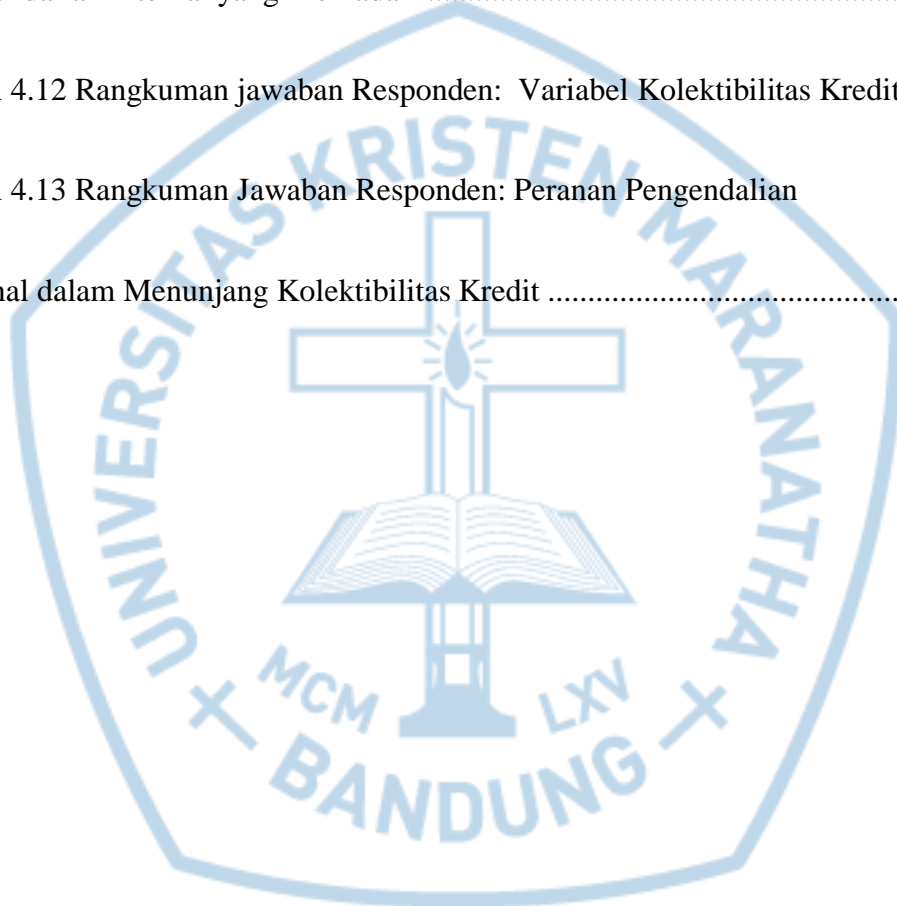 4.12 Rangkuman jawaban Responden: Variabel Kolektibilitas Kredit
4.13 Rangkuman Jawaban Responden: Peranan Pengendalian
nal dalam Menunjang Kolektibilitas Kredit ..........................................
UNIVERSITAS KRISTEN MARANATHA
MCM LXV
BANDUNG